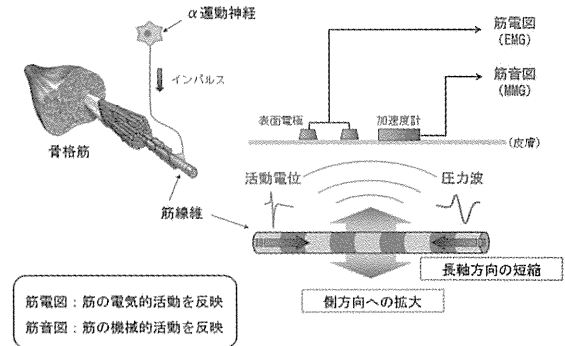 α運動神経
インパルス
骨格筋
筋線維
筋電図
(EMG)
筋音図
(MMG)
表面電極
加速度計
(皮膚)
活動電位
圧力波
長軸方向の短縮
側方向への拡大
筋電図：筋の電気的活動を反映
筋音図：筋の機械的活動を反映